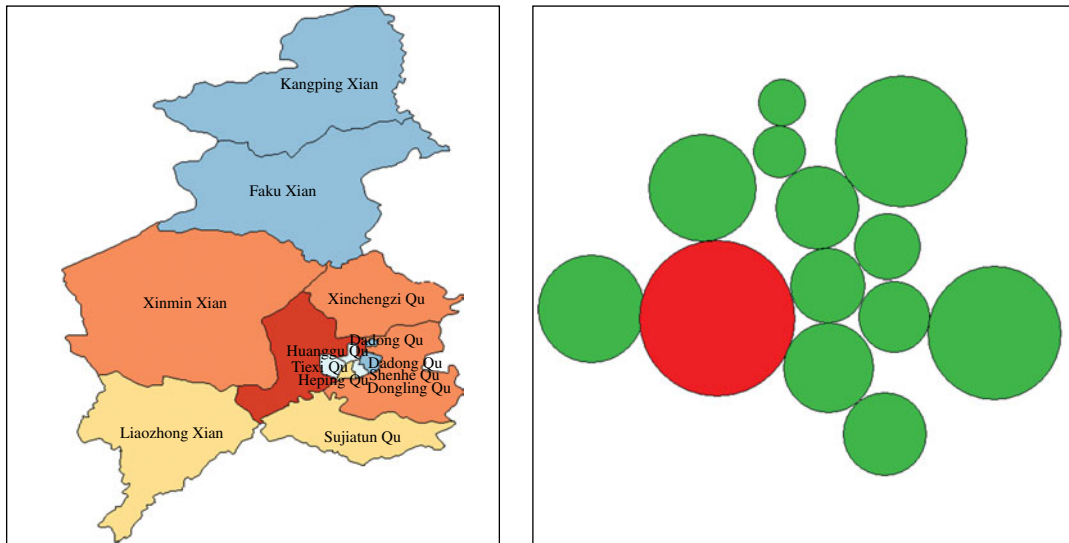 Kangping Xian
Faku Xian
Xinmin Xian
Xinchengzi Qu
Dadong Qu
Huanggu Qu
Tiexi Qu
Dadong Qu
Heping Qu
Shenhe Qu
Dongling Qu
Liaozhong Xian
Sujiatun Qu